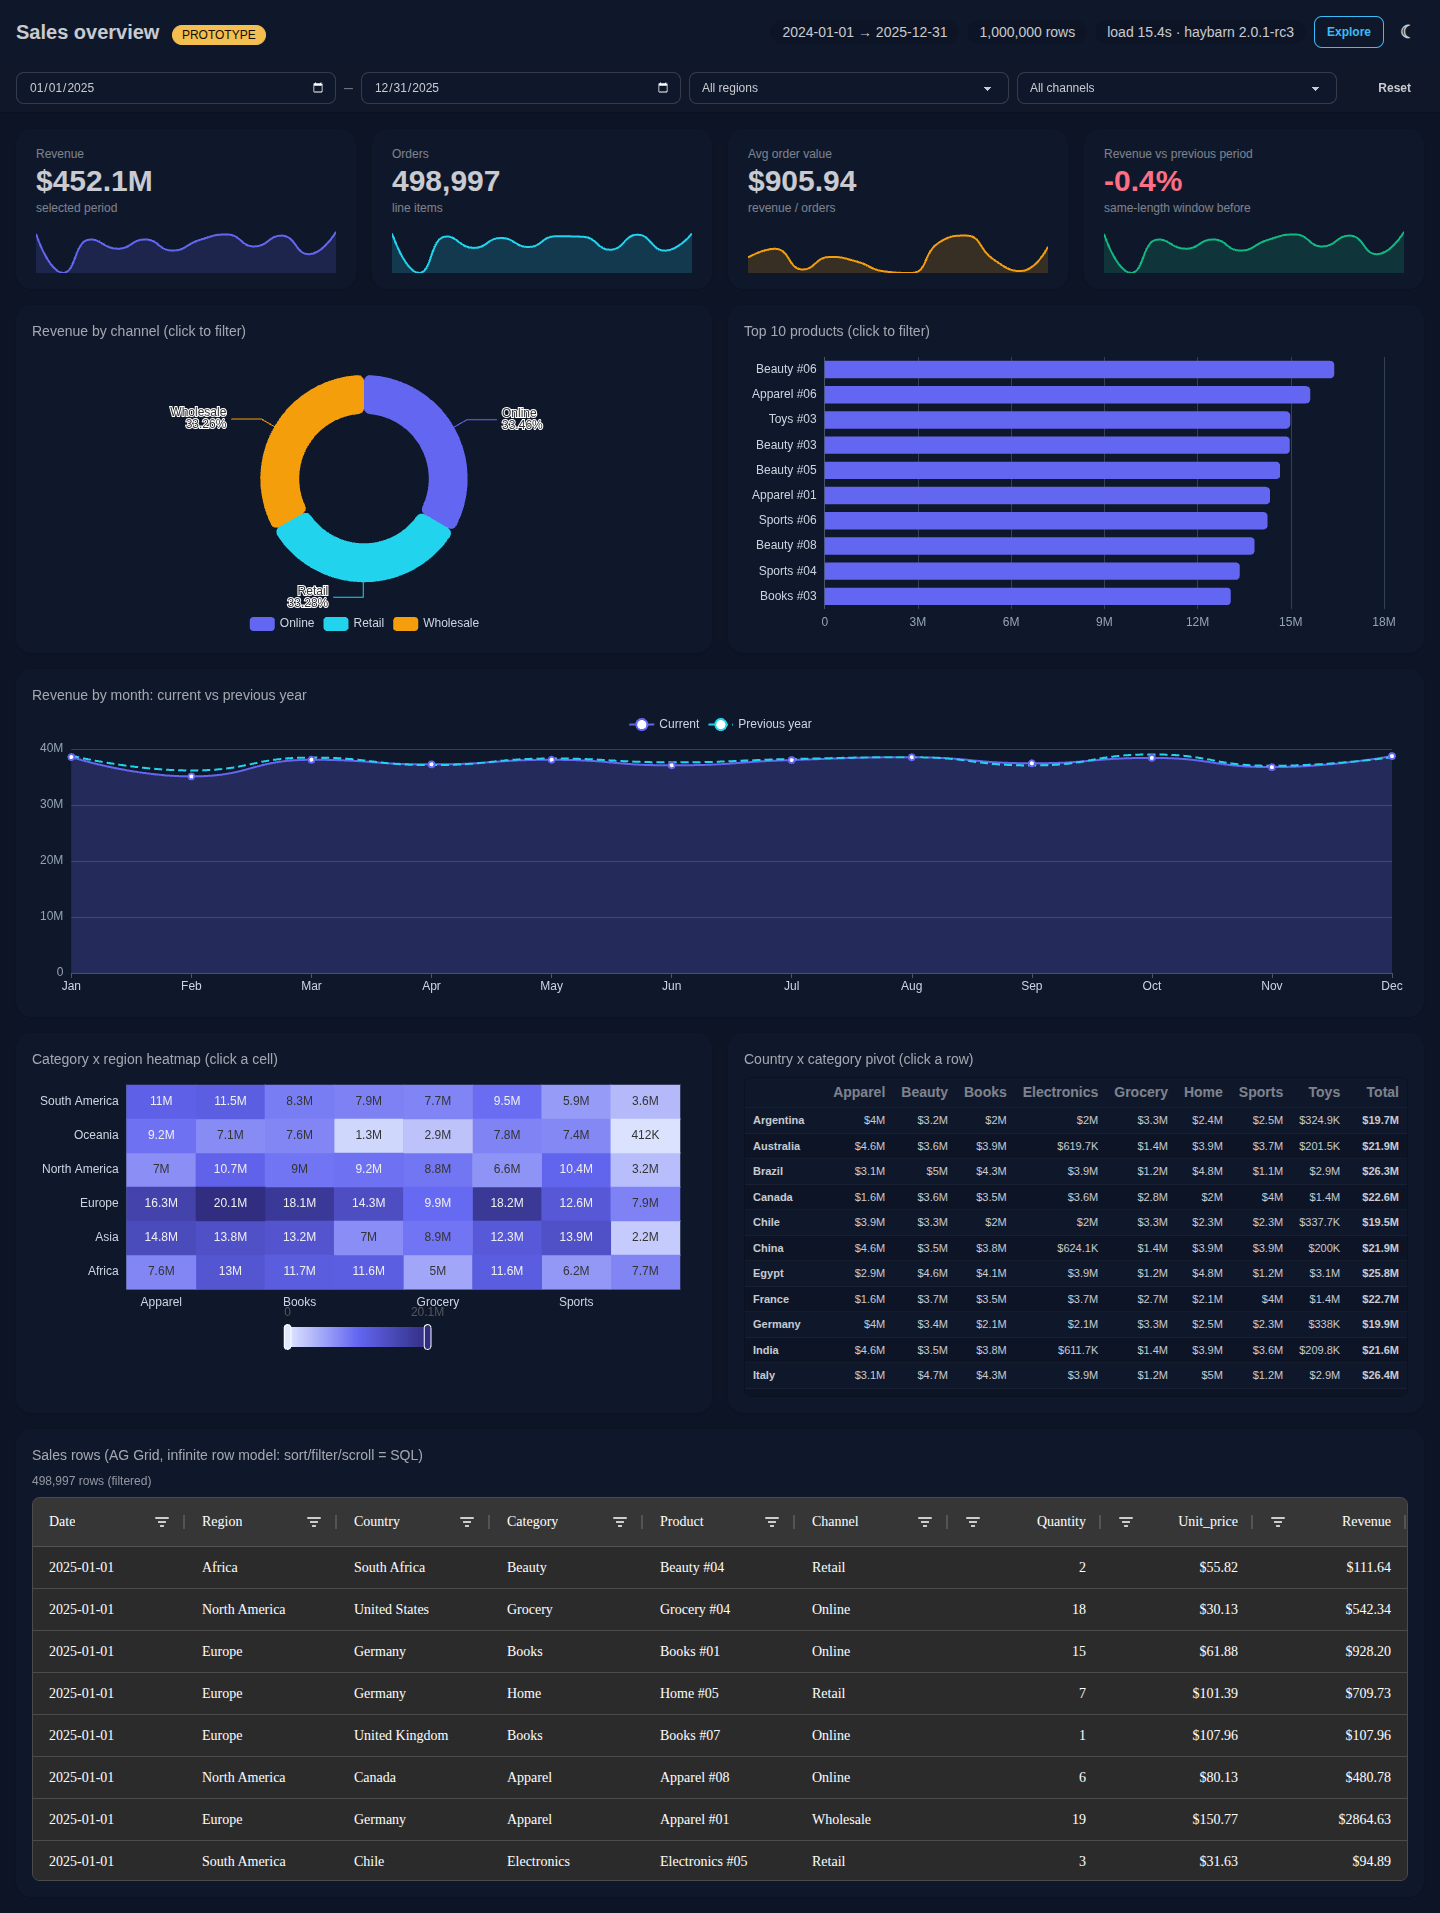 Sales overview PROTOTYPE 2024-01-01 → 2025-12-31 1,000,000 rows load 15.4s · haybarn 2.0.1-rc3 Explore
01/01/2025 – 12/31/2025 All regions All channels Reset
Revenue
$452.1M
selected period
Orders
498,997
line items
Avg order value
$905.94
revenue / orders
Revenue vs previous period
-0.4%
same-length window before
Revenue by channel (click to filter)
Wholesale
33.26%
Online
33.46%
Retail
33.28%
Online Retail Wholesale
Top 10 products (click to filter)
Beauty #06
Apparel #06
Toys #03
Beauty #03
Beauty #05
Apparel #01
Sports #06
Beauty #08
Sports #04
Books #03
0 3M 6M 9M 12M 15M 18M
Revenue by month: current vs previous year
Current Previous year
40M
30M
20M
10M
0
Jan Feb Mar Apr May Jun Jul Aug Sep Oct Nov Dec
Category x region heatmap (click a cell)
South America 11M 11.5M 8.3M 7.9M 7.7M 9.5M 5.9M 3.6M
Oceania 9.2M 7.1M 7.6M 1.3M 2.9M 7.8M 7.4M 412K
North America 7M 10.7M 9M 9.2M 8.8M 6.6M 10.4M 3.2M
Europe 16.3M 20.1M 18.1M 14.3M 9.9M 18.2M 12.6M 7.9M
Asia 14.8M 13.8M 13.2M 7M 8.9M 12.3M 13.9M 2.2M
Africa 7.6M 13M 11.7M 11.6M 5M 11.6M 6.2M 7.7M
Apparel Books Grocery Sports
0 20.1M
Country x category pivot (click a row)
Apparel Beauty Books Electronics Grocery Home Sports Toys Total
Argentina $4M $3.2M $2M $2M $3.3M $2.4M $2.5M $324.9K $19.7M
Australia $4.6M $3.6M $3.9M $619.7K $1.4M $3.9M $3.7M $201.5K $21.9M
Brazil $3.1M $5M $4.3M $3.9M $1.2M $4.8M $1.1M $2.9M $26.3M
Canada $1.6M $3.6M $3.5M $3.6M $2.8M $2M $4M $1.4M $22.6M
Chile $3.9M $3.3M $2M $2M $3.3M $2.3M $2.3M $337.7K $19.5M
China $4.6M $3.5M $3.8M $624.1K $1.4M $3.9M $3.9M $200K $21.9M
Egypt $2.9M $4.6M $4.1M $3.9M $1.2M $4.8M $1.2M $3.1M $25.8M
France $1.6M $3.7M $3.5M $3.7M $2.7M $2.1M $4M $1.4M $22.7M
Germany $4M $3.4M $2.1M $2.1M $3.3M $2.5M $2.3M $338K $19.9M
India $4.6M $3.5M $3.8M $611.7K $1.4M $3.9M $3.6M $209.8K $21.6M
Italy $3.1M $4.7M $4.3M $3.9M $1.2M $5M $1.2M $2.9M $26.4M
Sales rows (AG Grid, infinite row model: sort/filter/scroll = SQL)
498,997 rows (filtered)
Date Region Country Category Product Channel Quantity Unit_price Revenue
2025-01-01 Africa South Africa Beauty Beauty #04 Retail 2 $55.82 $111.64
2025-01-01 North America United States Grocery Grocery #04 Online 18 $30.13 $542.34
2025-01-01 Europe Germany Books Books #01 Online 15 $61.88 $928.20
2025-01-01 Europe Germany Home Home #05 Retail 7 $101.39 $709.73
2025-01-01 Europe United Kingdom Books Books #07 Online 1 $107.96 $107.96
2025-01-01 North America Canada Apparel Apparel #08 Online 6 $80.13 $480.78
2025-01-01 Europe Germany Apparel Apparel #01 Wholesale 19 $150.77 $2864.63
2025-01-01 South America Chile Electronics Electronics #05 Retail 3 $31.63 $94.89